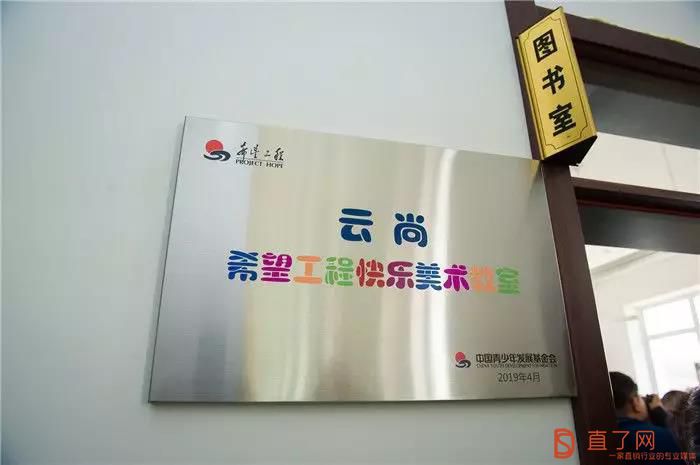 图书室
希望工程
PROJECT HOPE
云尚
希望工程快乐美术教室
中国青少年发展基金会
CHINA YOUTH DEVELOPMENT FOUNDATION
2019年4月
直了网
一家直销行业的专业媒体